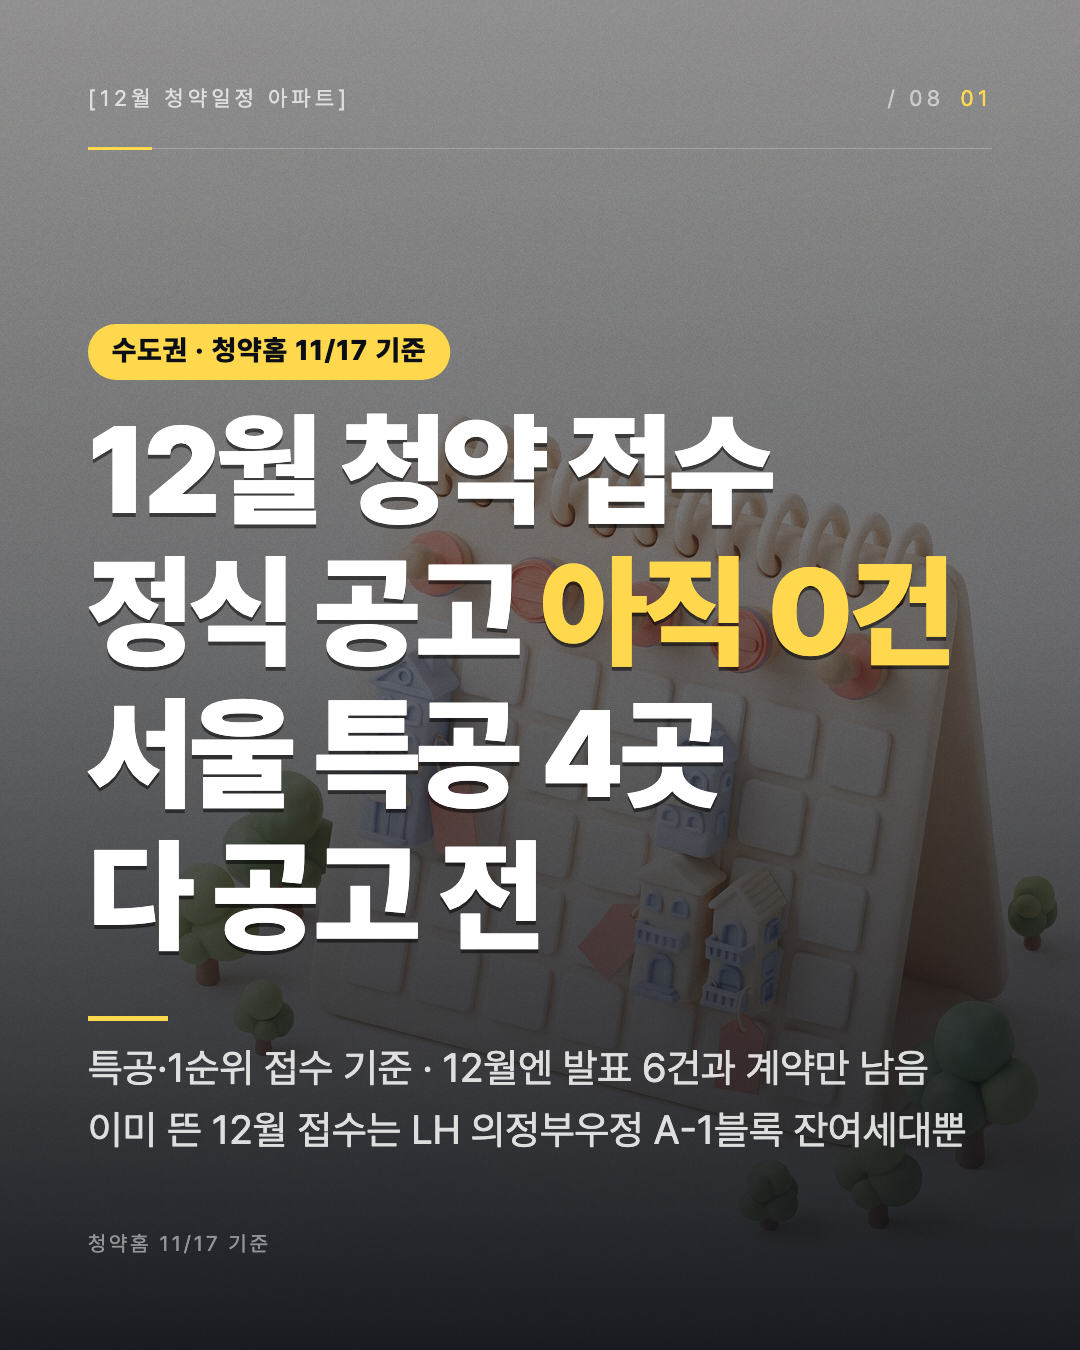 [12월 청약일정 아파트]
/ 08 01
수도권 · 청약홈 11/17 기준
12월 청약 접수
정식 공고 아직 0건
서울 특공 4곳
다 공고 전
특공·1순위 접수 기준 · 12월엔 발표 6건과 계약만 남음
이미 뜬 12월 접수는 LH 의정부우정 A-1블록 잔여세대뿐
청약홈 11/17 기준